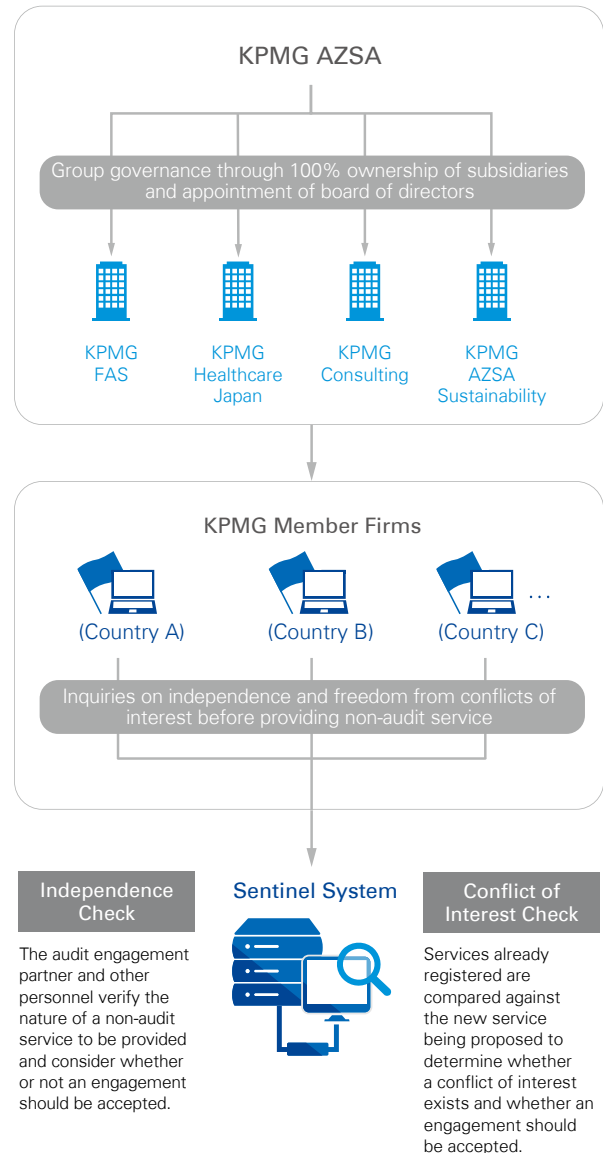 KPMG AZSA
Group governance through 100% ownership of subsidiaries
and appointment of board of directors
KPMG
FAS
KPMG
Healthcare
Japan
KPMG
Consulting
KPMG
AZSA
Sustainability
KPMG Member Firms
...
(Country A)
(Country B)
(Country C)
Inquiries on independence and freedom from conflicts of
interest before providing non-audit service
Independence
Check
The audit engagement
partner and other
personnel verify the
nature of a non-audit
service to be provided
and consider whether
or not an engagement
should be accepted.
Sentinel System
Conflict of
Interest Check
Services already
registered are
compared against
the new service
being proposed to
determine whether
a conflict of interest
exists and whether an
engagement should
be accepted.